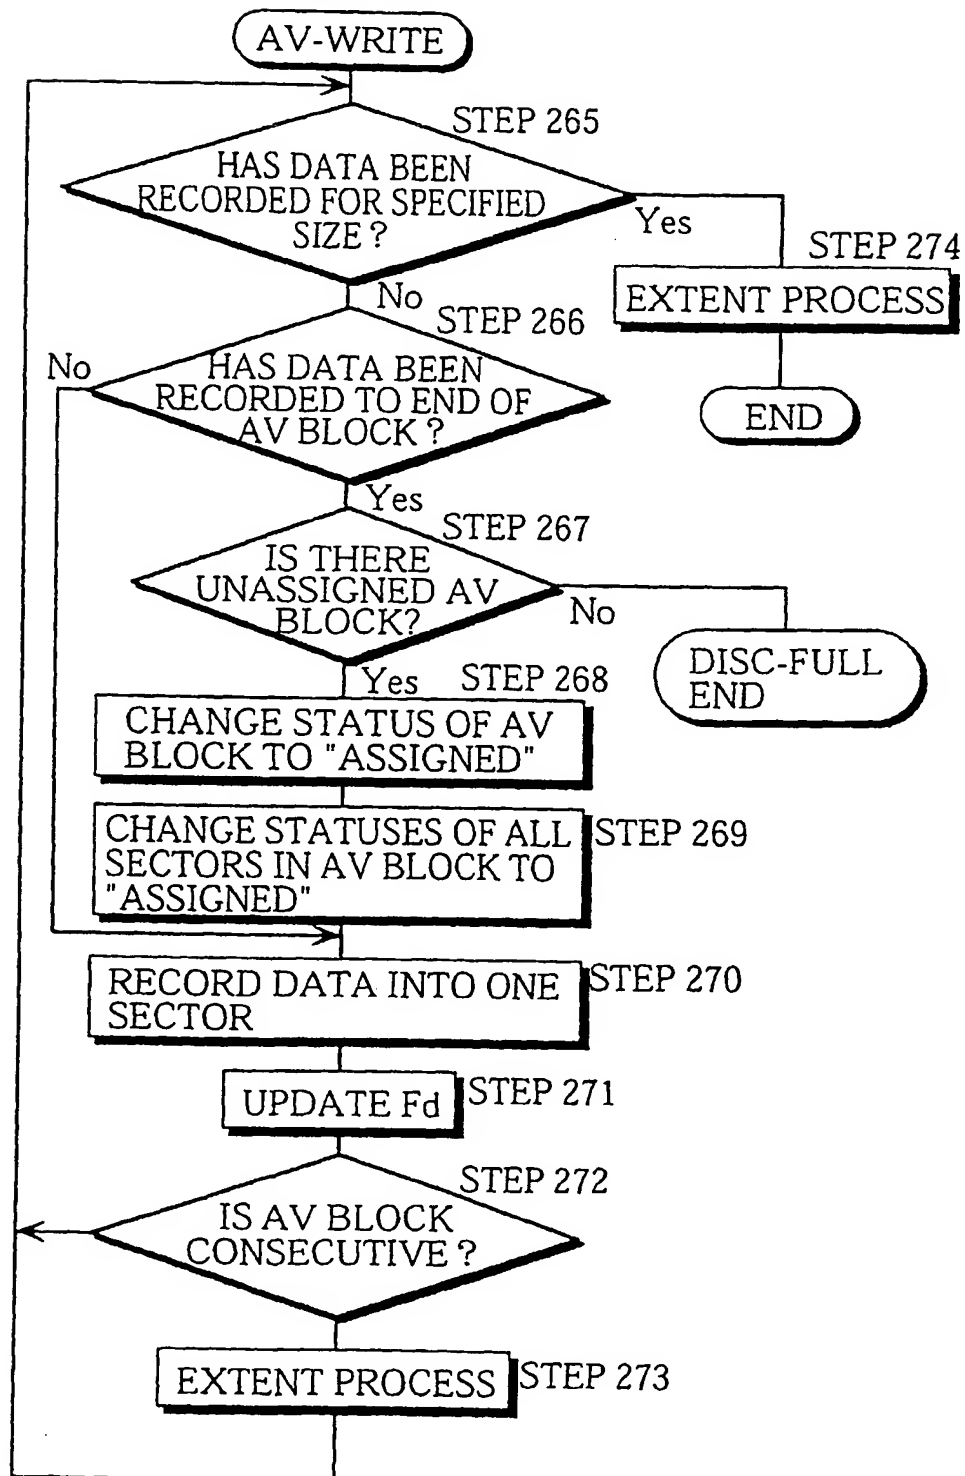 AV-WRITE
STEP 265
HAS DATA BEEN
RECORDED FOR SPECIFIED
SIZE ?
Yes
STEP 274
EXTENT PROCESS
END
No
STEP 266
No
HAS DATA BEEN
RECORDED TO END OF
AV BLOCK ?
Yes
STEP 267
IS THERE
UNASSIGNED AV
BLOCK?
No
DISC-FULL
END
Yes
STEP 268
CHANGE STATUS OF AV
BLOCK TO "ASSIGNED"
CHANGE STATUSES OF ALL
SECTORS IN AV BLOCK TO
"ASSIGNED"
STEP 269
RECORD DATA INTO ONE
SECTOR
STEP 270
UPDATE Fd
STEP 271
STEP 272
IS AV BLOCK
CONSECUTIVE ?
EXTENT PROCESS
STEP 273